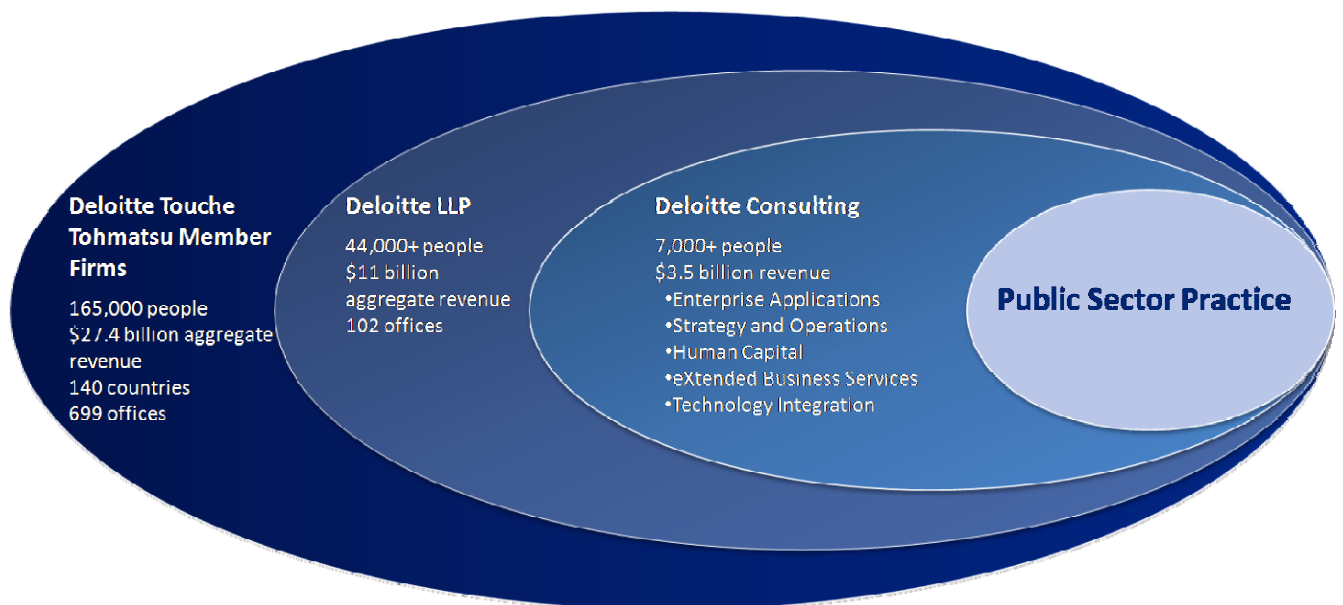 Deloitte Touche
Tohmatsu Member
Firms
165,000 people
$27.4 billion aggregate
revenue
140 countries
699 offices
Deloitte LLP
44,000+ people
$11 billion
aggregate revenue
102 offices
Deloitte Consulting
7,000+ people
$3.5 billion revenue
•Enterprise Applications
•Strategy and Operations
•Human Capital
•eXtended Business Services
•Technology Integration
Public Sector Practice